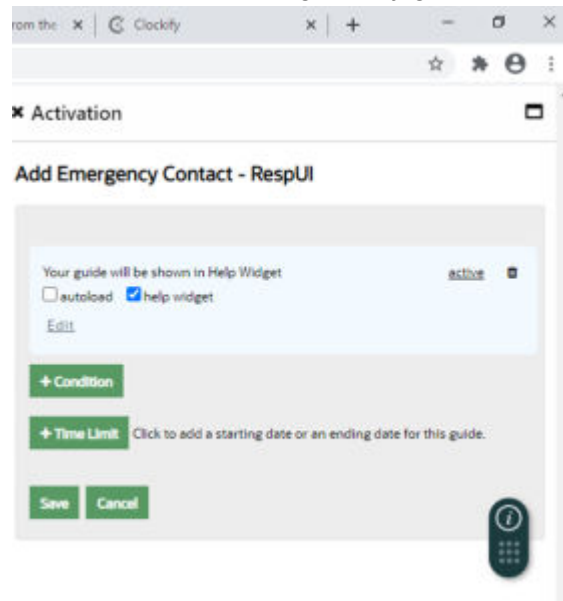 rom the × Clockify × +
× Activation
Add Emergency Contact - RespUI
Your guide will be shown in Help Widget active
autoload help widget
Edit
+ Condition
+ Time Limit Click to add a starting date or an ending date for this guide.
Save Cancel